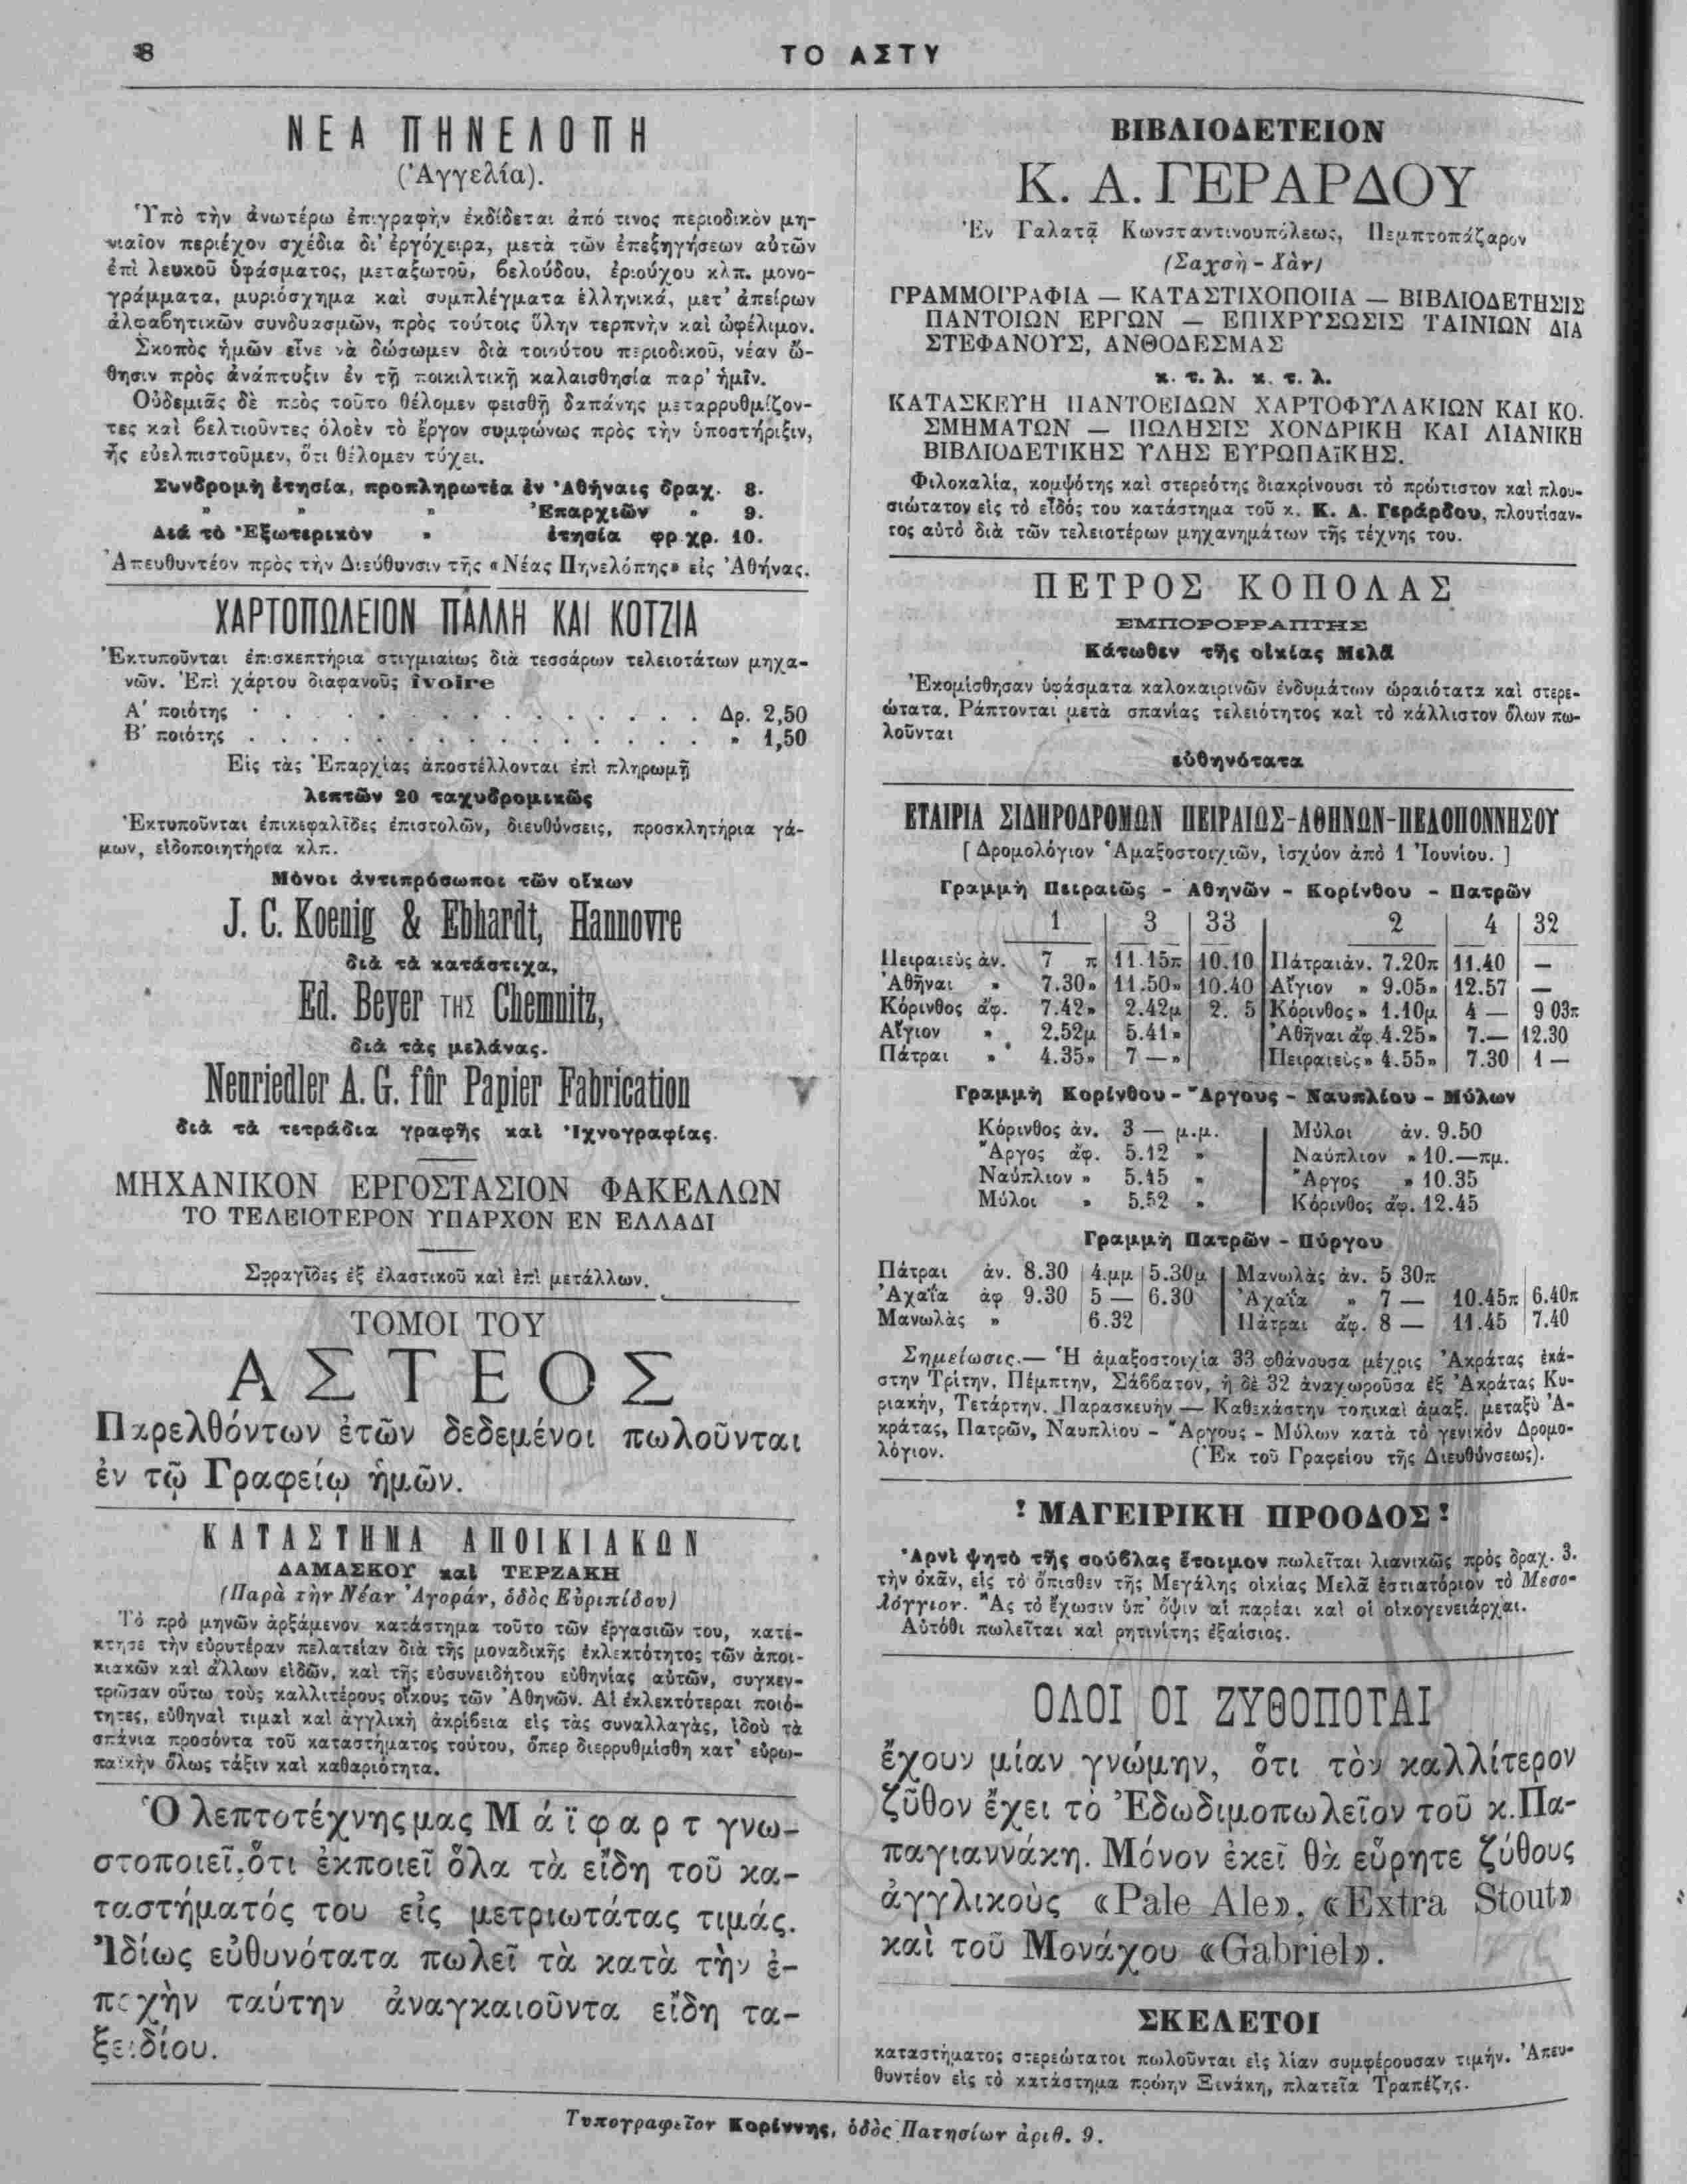 8
ΤΟ ΑΣΤΥ
ΝΕΑ ΠΗΝΕΛΟΠΗ
(Ἀγγελία).
Ὑπὸ τὴν ἀνωτέρω ἐπιγραφὴν ἐκδίδεται ἀπό τινος περιοδικὸν μη-
νιαῖον περιέχον σχέδια δι' ἐργόχειρα, μετὰ τῶν ἐπεξηγήσεων αὐτῶν
ἐπὶ λευκοῦ ὑφάσματος, μεταξωτοῦ, βελούδου, ἐριούχου κλπ. μονο-
γράμματα, μυριόσχημα καὶ συμπλέγματα ἑλληνικά, μετ' ἀπείρων
ἀλφαβητικῶν συνδυασμῶν, πρὸς τούτοις ὕλην τερπνὴν καὶ ὠφέλιμον.
Σκοπὸς ἡμῶν εἶνε νὰ δώσωμεν διὰ τοιούτου περιοδικοῦ, νέαν ὤ-
θησιν πρὸς ἀνάπτυξιν ἐν τῇ ποικιλτικῇ καλαισθησία παρ' ἡμῖν.
Οὐδεμιᾶς δὲ πρὸς τοῦτο θέλομεν φεισθῇ δαπάνης μεταρρυθμίζον-
τες καὶ βελτιοῦντες ὁλοὲν τὸ ἔργον συμφώνως πρὸς τὴν ὑποστήριξιν,
ἧς εὐελπιστοῦμεν, ὅτι θέλομεν τύχει.
Συνδρομὴ ἐτησία, προπληρωτέα ἐν Ἀθήναις δραχ. 8.
» » » Ἐπαρχιῶν » 9.
Διὰ τὸ Ἐξωτερικὸν » ἐτησία φρ. χρ. 10.
Ἀπευθυντέον πρὸς τὴν Διεύθυνσιν τῆς «Νέας Πηνελόπης» εἰς Ἀθήνας.
ΧΑΡΤΟΠΩΛΕΙΟΝ ΠΑΛΛΗ ΚΑΙ ΚΟΤΖΙΑ
Ἐκτυποῦνται ἐπισκεπτήρια στιγμιαίως διὰ τεσσάρων τελειοτάτων μηχα-
νῶν. Ἐπὶ χάρτου διαφανοῦς ivoire
Α' ποιότης . . . . . . . . . . . . . . Δρ. 2,50
Β' ποιότης . . . . . . . . . . . . . . » 1,50
Εἰς τὰς Ἐπαρχίας ἀποστέλλονται ἐπὶ πληρωμῇ
λεπτῶν 20 ταχυδρομικῶς
Ἐκτυποῦνται ἐπικεφαλῖδες ἐπιστολῶν, διευθύνσεις, προσκλητήρια γά-
μων, εἰδοποιητήρια κλπ.
Μόνοι ἀντιπρόσωποι τῶν οἴκων
J. C. Koenig & Ebhardt, Hannovre
διὰ τὰ κατάστιχα,
Ed. Beyer ΤΗΣ Chemnitz,
διὰ τὰς μελάνας.
Neuriedler A. G. fûr Papier Fabrication
διὰ τὰ τετράδια γραφῆς καὶ Ἰχνογραφίας.
ΜΗΧΑΝΙΚΟΝ ΕΡΓΟΣΤΑΣΙΟΝ ΦΑΚΕΛΛΩΝ
ΤΟ ΤΕΛΕΙΟΤΕΡΟΝ ΥΠΑΡΧΟΝ ΕΝ ΕΛΛΑΔΙ
Σφραγῖδες ἐξ ἐλαστικοῦ καὶ ἐπὶ μετάλλων.
ΤΟΜΟΙ ΤΟΥ
ΑΣΤΕΟΣ
Παρελθόντων ἐτῶν δεδεμένοι πωλοῦνται
ἐν τῷ Γραφείῳ ἡμῶν.
ΚΑΤΑΣΤΗΜΑ ΑΠΟΙΚΙΑΚΩΝ
ΔΑΜΑΣΚΟΥ καὶ ΤΕΡΖΑΚΗ
(Παρὰ τὴν Νέαν Ἀγοράν, ὁδὸς Εὐριπίδου)
Τὸ πρὸ μηνῶν ἀρξάμενον κατάστημα τοῦτο τῶν ἐργασιῶν του, κατέ-
κτησε τὴν εὐρυτέραν πελατείαν διὰ τῆς μοναδικῆς ἐκλεκτότητος τῶν ἀποι-
κιακῶν καὶ ἄλλων εἰδῶν, καὶ τῆς εὐσυνειδήτου εὐθηνίας αὐτῶν, συγκεν-
τρῶσαν οὕτω τοὺς καλλιτέρους οἴκους τῶν Ἀθηνῶν. Αἱ ἐκλεκτότεραι ποιό-
τητες, εὐθηναὶ τιμαὶ καὶ ἀγγλικὴ ἀκρίβεια εἰς τὰς συναλλαγὰς, ἰδοὺ τὰ
σπάνια προσόντα τοῦ καταστήματος τούτου, ὅπερ διερρυθμίσθη κατ' εὐρω-
παϊκὴν ὅλως τάξιν καὶ καθαριότητα.
Ὁ λεπτοτέχνης μας Μάϊφαρτ γνω-
στοποιεῖ, ὅτι ἐκποιεῖ ὅλα τὰ εἴδη τοῦ κα-
ταστήματός του εἰς μετριωτάτας τιμάς.
Ἰδίως εὐθυνότατα πωλεῖ τὰ κατὰ τὴν ἐ-
ποχὴν ταύτην ἀναγκαιοῦντα εἴδη τα-
ξειδίου.
ΒΙΒΛΙΟΔΕΤΕΙΟΝ
Κ. Α. ΓΕΡΑΡΔΟΥ
Ἐν Γαλατᾷ Κωνσταντινουπόλεως, Πεμπτοπάζαρον
(Σαχσὴ - Χὰν)
ΓΡΑΜΜΟΓΡΑΦΙΑ — ΚΑΤΑΣΤΙΧΟΠΟΙΙΑ — ΒΙΒΛΙΟΔΕΤΗΣΙΣ
ΠΑΝΤΟΙΩΝ ΕΡΓΩΝ — ΕΠΙΧΡΥΣΩΣΙΣ ΤΑΙΝΙΩΝ ΔΙΑ
ΣΤΕΦΑΝΟΥΣ, ΑΝΘΟΔΕΣΜΑΣ
κ. τ. λ. κ. τ. λ.
ΚΑΤΑΣΚΕΥΗ ΠΑΝΤΟΕΙΔΩΝ ΧΑΡΤΟΦΥΛΑΚΙΩΝ ΚΑΙ ΚΟ.
ΣΜΗΜΑΤΩΝ — ΠΩΛΗΣΙΣ ΧΟΝΔΡΙΚΗ ΚΑΙ ΛΙΑΝΙΚΗ
ΒΙΒΛΙΟΔΕΤΙΚΗΣ ΥΛΗΣ ΕΥΡΩΠΑΪΚΗΣ.
Φιλοκαλία, κομψότης καὶ στερεότης διακρίνουσι τὸ πρώτιστον καὶ πλου-
σιώτατον εἰς τὸ εἶδός του κατάστημα τοῦ κ. Κ. Α. Γεράρδου, πλουτίσαν-
τος αὐτὸ διὰ τῶν τελειοτέρων μηχανημάτων τῆς τέχνης του.
ΠΕΤΡΟΣ ΚΟΠΟΛΑΣ
ΕΜΠΟΡΟΡΡΑΠΤΗΣ
Κάτωθεν τῆς οἰκίας Μελᾶ
Ἐκομίσθησαν ὑφάσματα καλοκαιρινῶν ἐνδυμάτων ὡραιότατα καὶ στερε-
ώτατα. Ράπτονται μετὰ σπανίας τελειότητος καὶ τὸ κάλλιστον ὅλων πω-
λοῦνται
εὐθηνότατα
ΕΤΑΙΡΙΑ ΣΙΔΗΡΟΔΡΟΜΩΝ ΠΕΙΡΑΙΩΣ-ΑΘΗΝΩΝ-ΠΕΛΟΠΟΝΝΗΣΟΥ
[Δρομολόγιον Ἁμαξοστοιχιῶν, ἰσχύον ἀπὸ 1 Ἰουνίου.]
Γραμμὴ Πειραιῶς - Ἀθηνῶν - Κορίνθου - Πατρῶν
1 3 33 2 4 32
Πειραιεὺς ἀν. 7 π 11.15π 10.10 Πάτραι ἀν. 7.20π 11.40 —
Ἀθῆναι » 7.30» 11.50» 10.40 Αἴγιον » 9.05» 12.57 —
Κόρινθος ἄφ. 7.42» 2.42μ 2. 5 Κόρινθος» 1.10μ 4 — 9 03π
Αἴγιον » 2.52μ 5.41» Ἀθῆναι ἄφ. 4.25» 7.— 12.30
Πάτραι » 4.35» 7 —» Πειραιεὺς» 4.55» 7.30 1 —
Γραμμὴ Κορίνθου - Ἄργους - Ναυπλίου - Μύλων
Κόρινθος ἀν. 3 — μ.μ. Μύλοι ἀν. 9.50
Ἄργος ἄφ. 5.12 » Ναύπλιον » 10.—πμ.
Ναύπλιον » 5.45 » Ἄργος » 10.35
Μύλοι » 5.52 » Κόρινθος ἄφ. 12.45
Γραμμὴ Πατρῶν - Πύργου
Πάτραι ἀν. 8.30 4.μμ 5.30μ Μανωλὰς ἀν. 5 30π
Ἀχαΐα ἀφ 9.30 5 — 6.30 Ἀχαΐα » 7 — 10.45π 6.40π
Μανωλὰς » 6.32 Πάτραι ἄφ. 8 — 11.45 7.40
Σημείωσις.— Ἡ ἁμαξοστοιχία 33 φθάνουσα μέχρις Ἀκράτας ἑκά-
στην Τρίτην, Πέμπτην, Σάββατον, ἡ δὲ 32 ἀναχωροῦσα ἐξ Ἀκράτας Κυ-
ριακήν, Τετάρτην, Παρασκευήν — Καθεκάστην τοπικαὶ ἁμαξ. μεταξὺ Ἀ-
κράτας, Πατρῶν, Ναυπλίου - Ἄργους - Μύλων κατὰ τὸ γενικὸν Δρομο-
λόγιον. (Ἐκ τοῦ Γραφείου τῆς Διευθύνσεως).
! ΜΑΓΕΙΡΙΚΗ ΠΡΟΟΔΟΣ !
Ἀρνὶ ψητὸ τῆς σούβλας ἕτοιμον πωλεῖται λιανικῶς πρὸς δραχ. 3.
τὴν ὀκᾶν, εἰς τὸ ὄπισθεν τῆς Μεγάλης οἰκίας Μελᾶ ἑστιατόριον τὸ Μεσο-
λόγγιον. Ἂς τὸ ἔχωσιν ὑπ' ὄψιν αἱ παρέαι καὶ οἱ οἰκογενειάρχαι.
Αὐτόθι πωλεῖται καὶ ρητινίτης ἐξαίσιος.
ΟΛΟΙ ΟΙ ΖΥΘΟΠΟΤΑΙ
ἔχουν μίαν γνώμην, ὅτι τὸν καλλίτερον
ζῦθον ἔχει τὸ Ἐδωδιμοπωλεῖον τοῦ κ. Πα-
παγιαννάκη. Μόνον ἐκεῖ θὰ εὕρητε ζύθους
ἀγγλικοὺς «Pale Ale», «Extra Stout»
καὶ τοῦ Μονάχου «Gabriel».
ΣΚΕΛΕΤΟΙ
καταστήματος στερεώτατοι πωλοῦνται εἰς λίαν συμφέρουσαν τιμήν. Ἀπευ-
θυντέον εἰς τὸ κατάστημα πρώην Ξινάκη, πλατεῖα Τραπέζης.
Τυπογραφεῖον Κορίννης, ὁδὸς Πατησίων ἀριθ. 9.